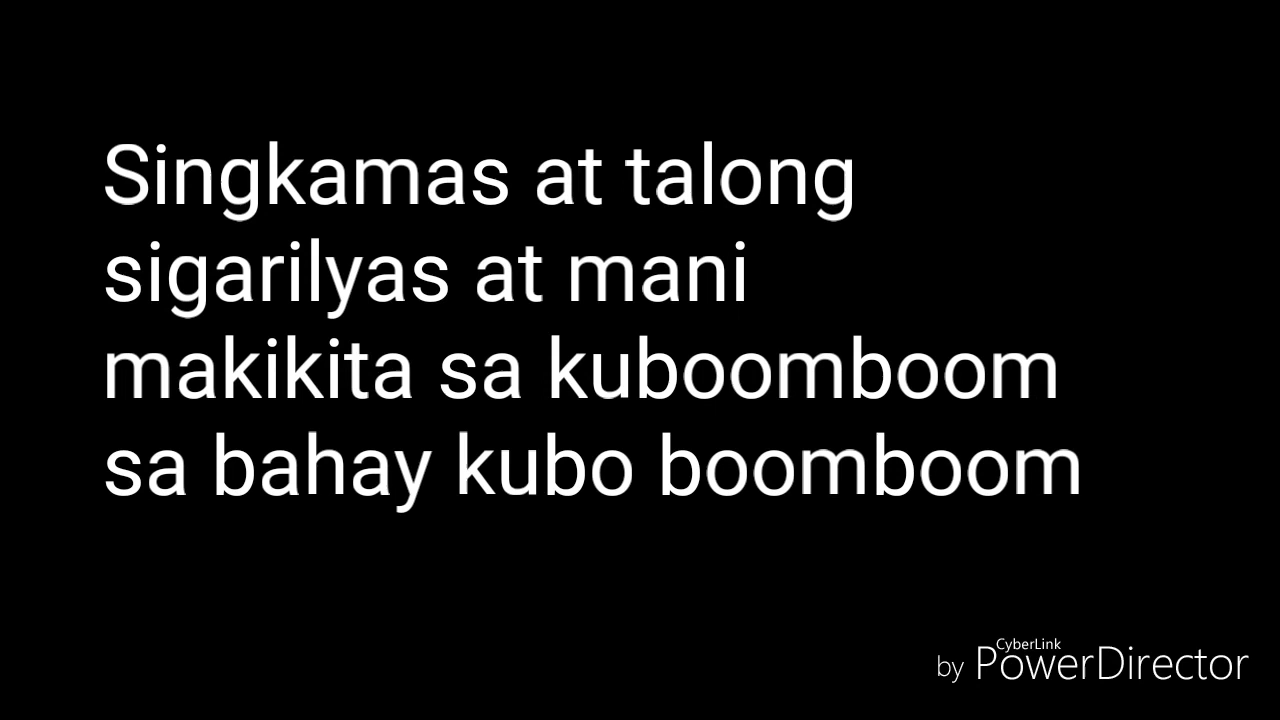 Singkamas at talong
sigarilyas at mani
makikita sa kuboomboom
sa bahay kubo boomboom
by CyberLink PowerDirector